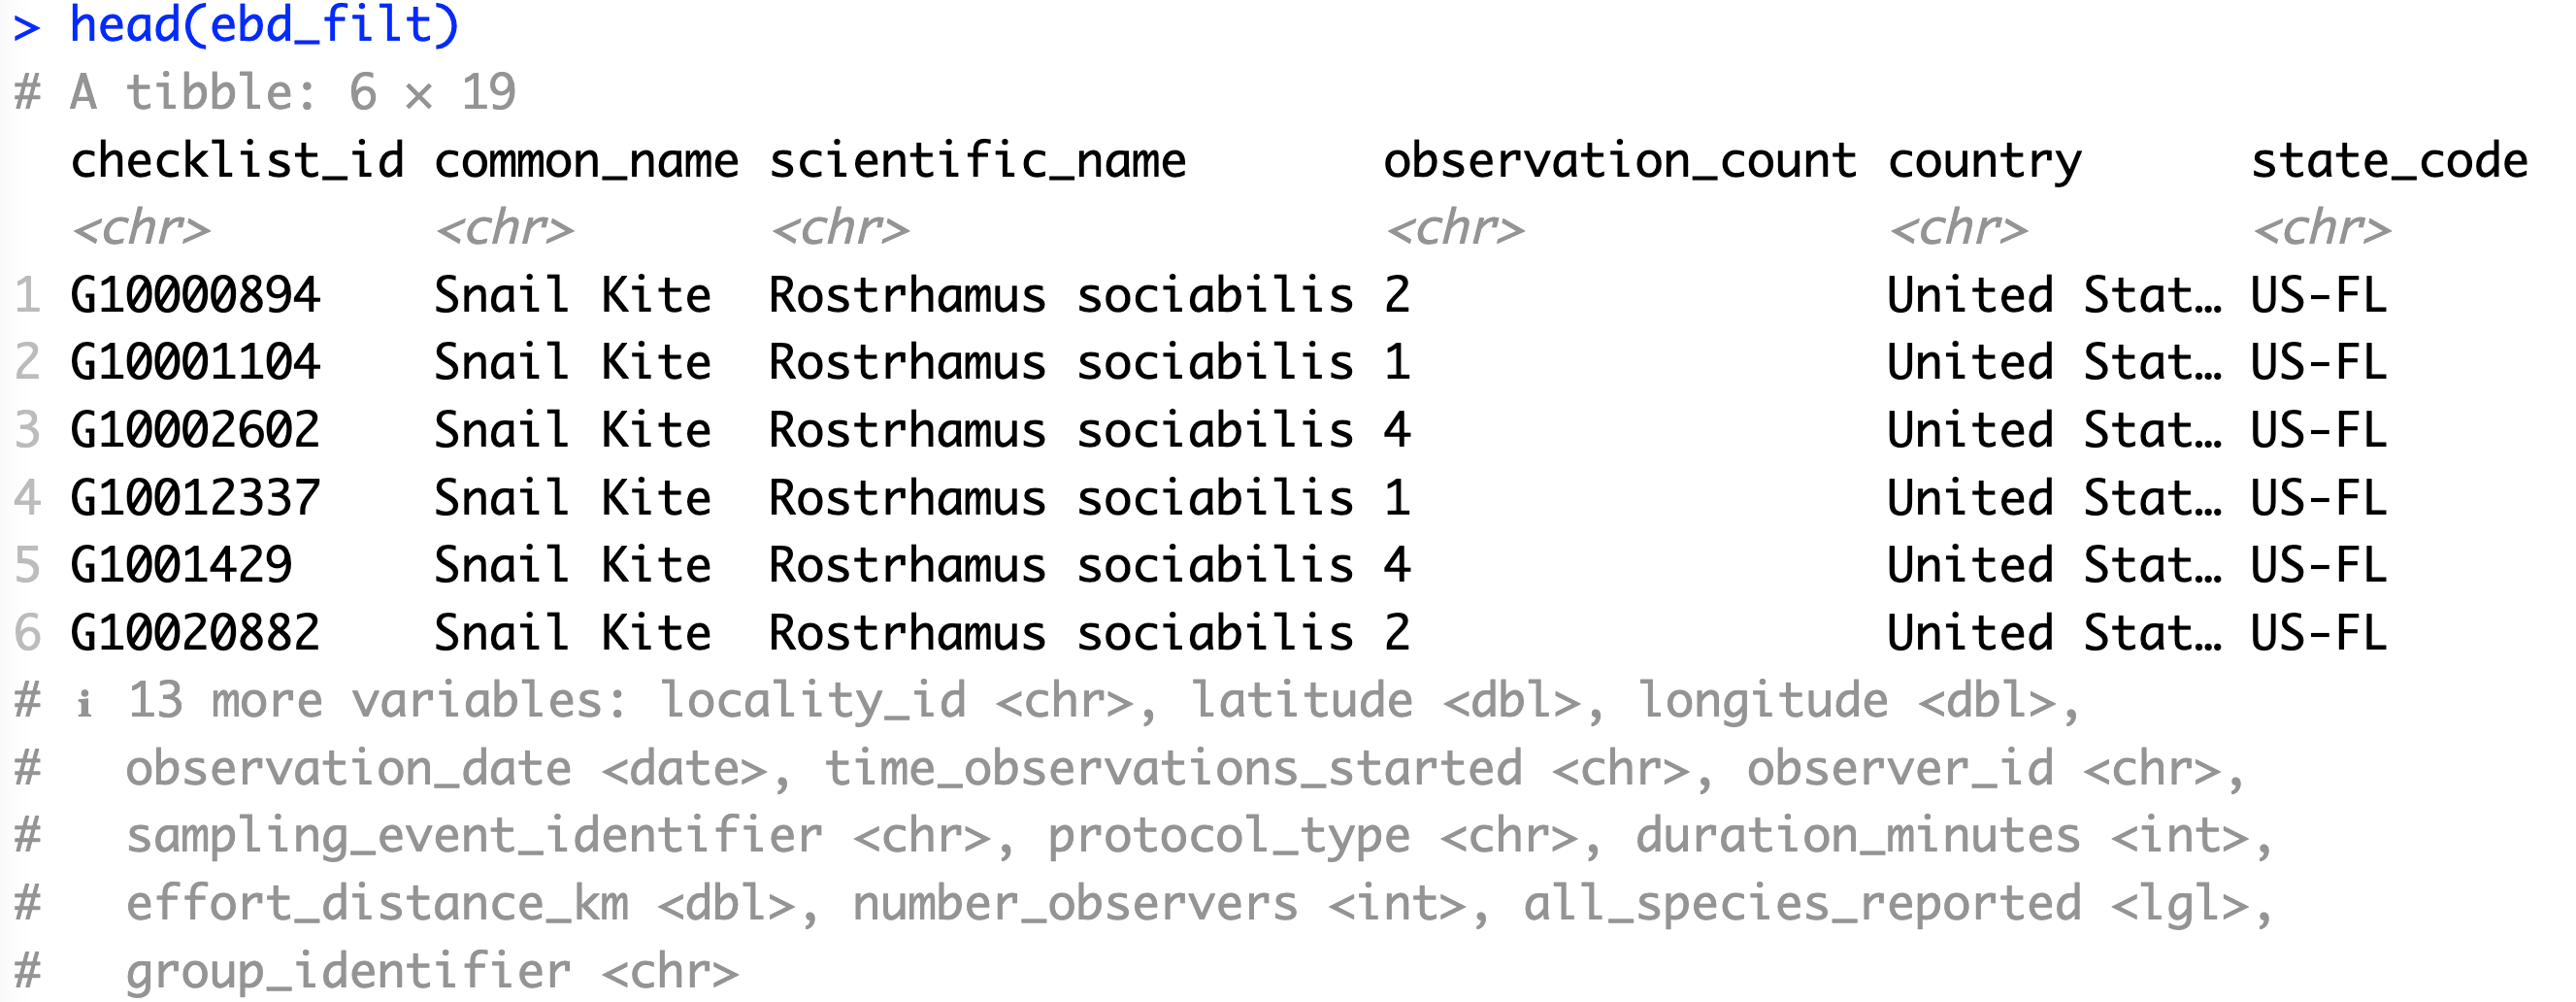 > head(ebd_filt)
# A tibble: 6 × 19
checklist_id common_name scientific_name observation_count country state_code
<chr> <chr> <chr> <chr> <chr> <chr>
1 G10000894 Snail Kite Rostrhamus sociabilis 2 United Stat… US-FL
2 G10001104 Snail Kite Rostrhamus sociabilis 1 United Stat… US-FL
3 G10002602 Snail Kite Rostrhamus sociabilis 4 United Stat… US-FL
4 G10012337 Snail Kite Rostrhamus sociabilis 1 United Stat… US-FL
5 G1001429 Snail Kite Rostrhamus sociabilis 4 United Stat… US-FL
6 G10020882 Snail Kite Rostrhamus sociabilis 2 United Stat… US-FL
# ℹ 13 more variables: locality_id <chr>, latitude <dbl>, longitude <dbl>,
# observation_date <date>, time_observations_started <chr>, observer_id <chr>,
# sampling_event_identifier <chr>, protocol_type <chr>, duration_minutes <int>,
# effort_distance_km <dbl>, number_observers <int>, all_species_reported <lgl>,
# group_identifier <chr>